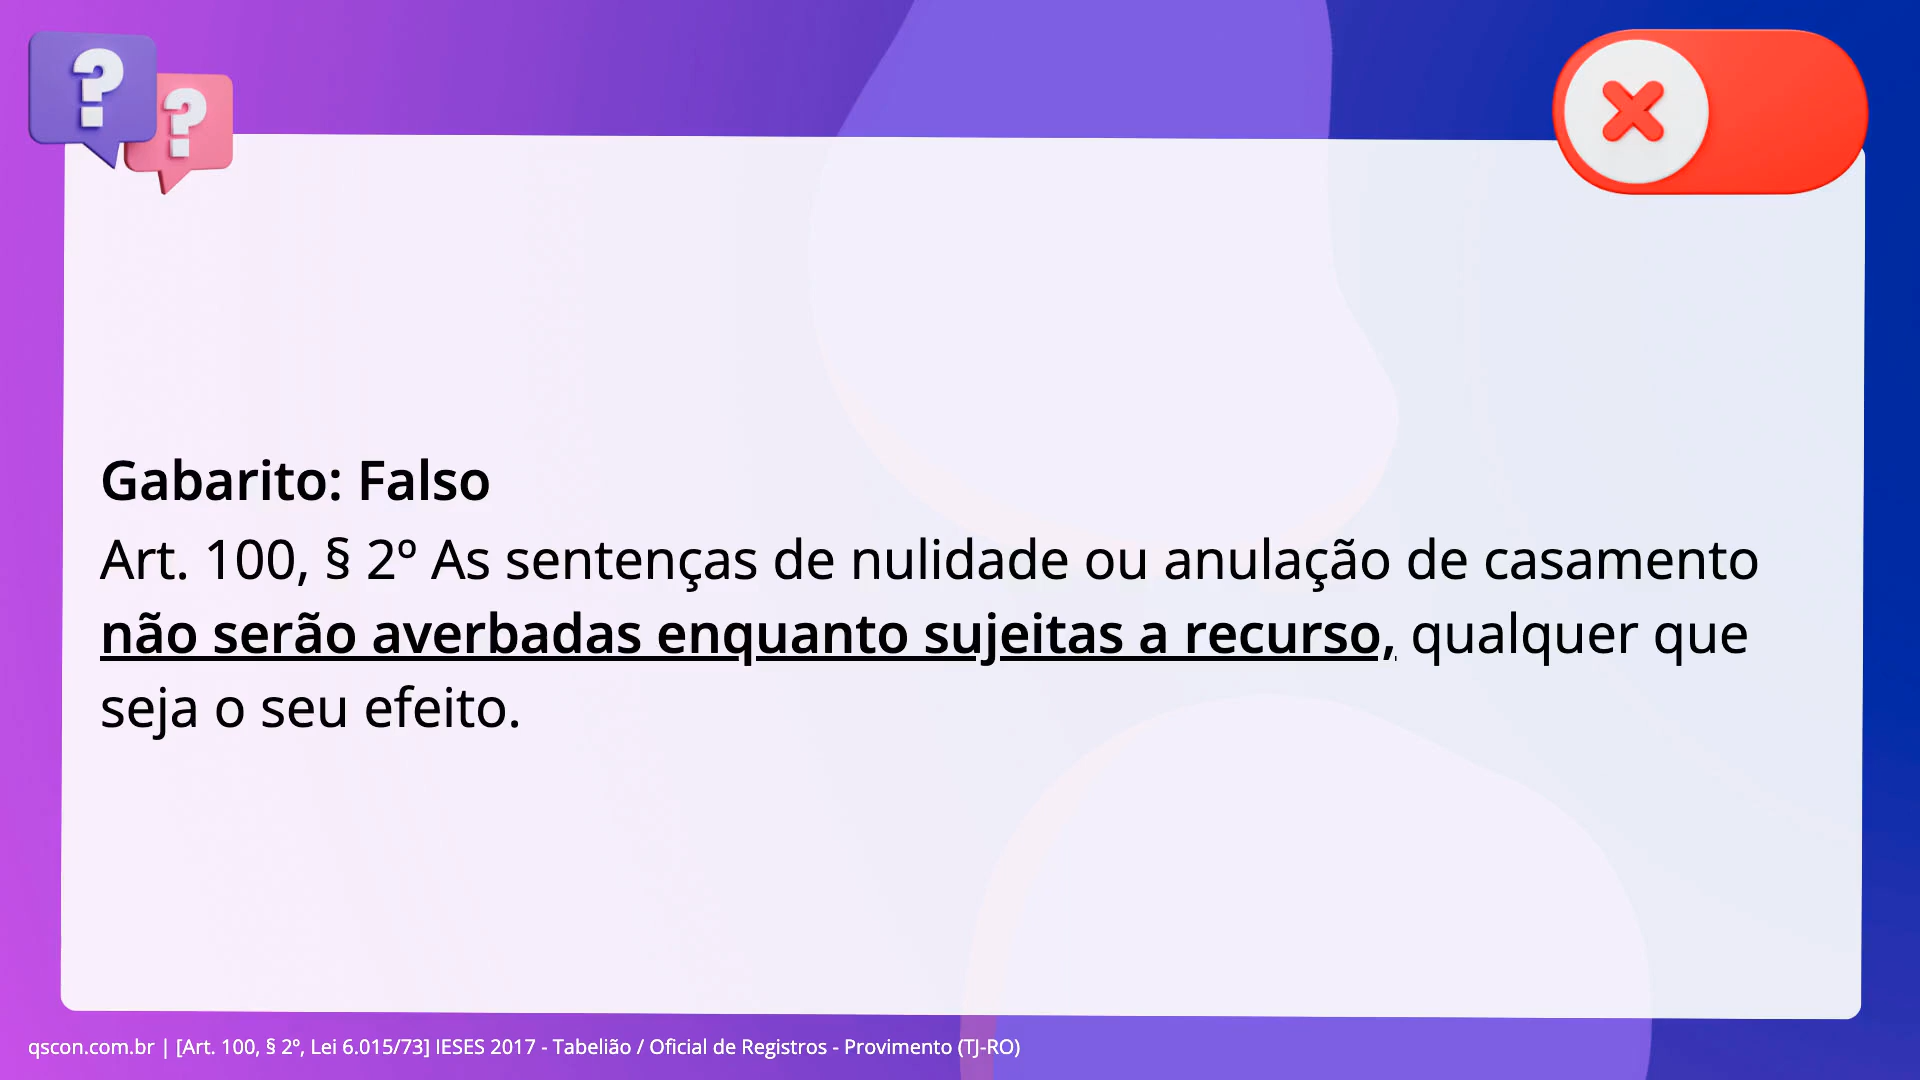 Gabarito: Falso
Art. 100, § 2º As sentenças de nulidade ou anulação de casamento
não serão averbadas enquanto sujeitas a recurso, qualquer que
seja o seu efeito.
qscon.com.br | [Art. 100, § 2º, Lei 6.015/73] IESES 2017 - Tabelião / Oficial de Registros - Provimento (TJ-RO)